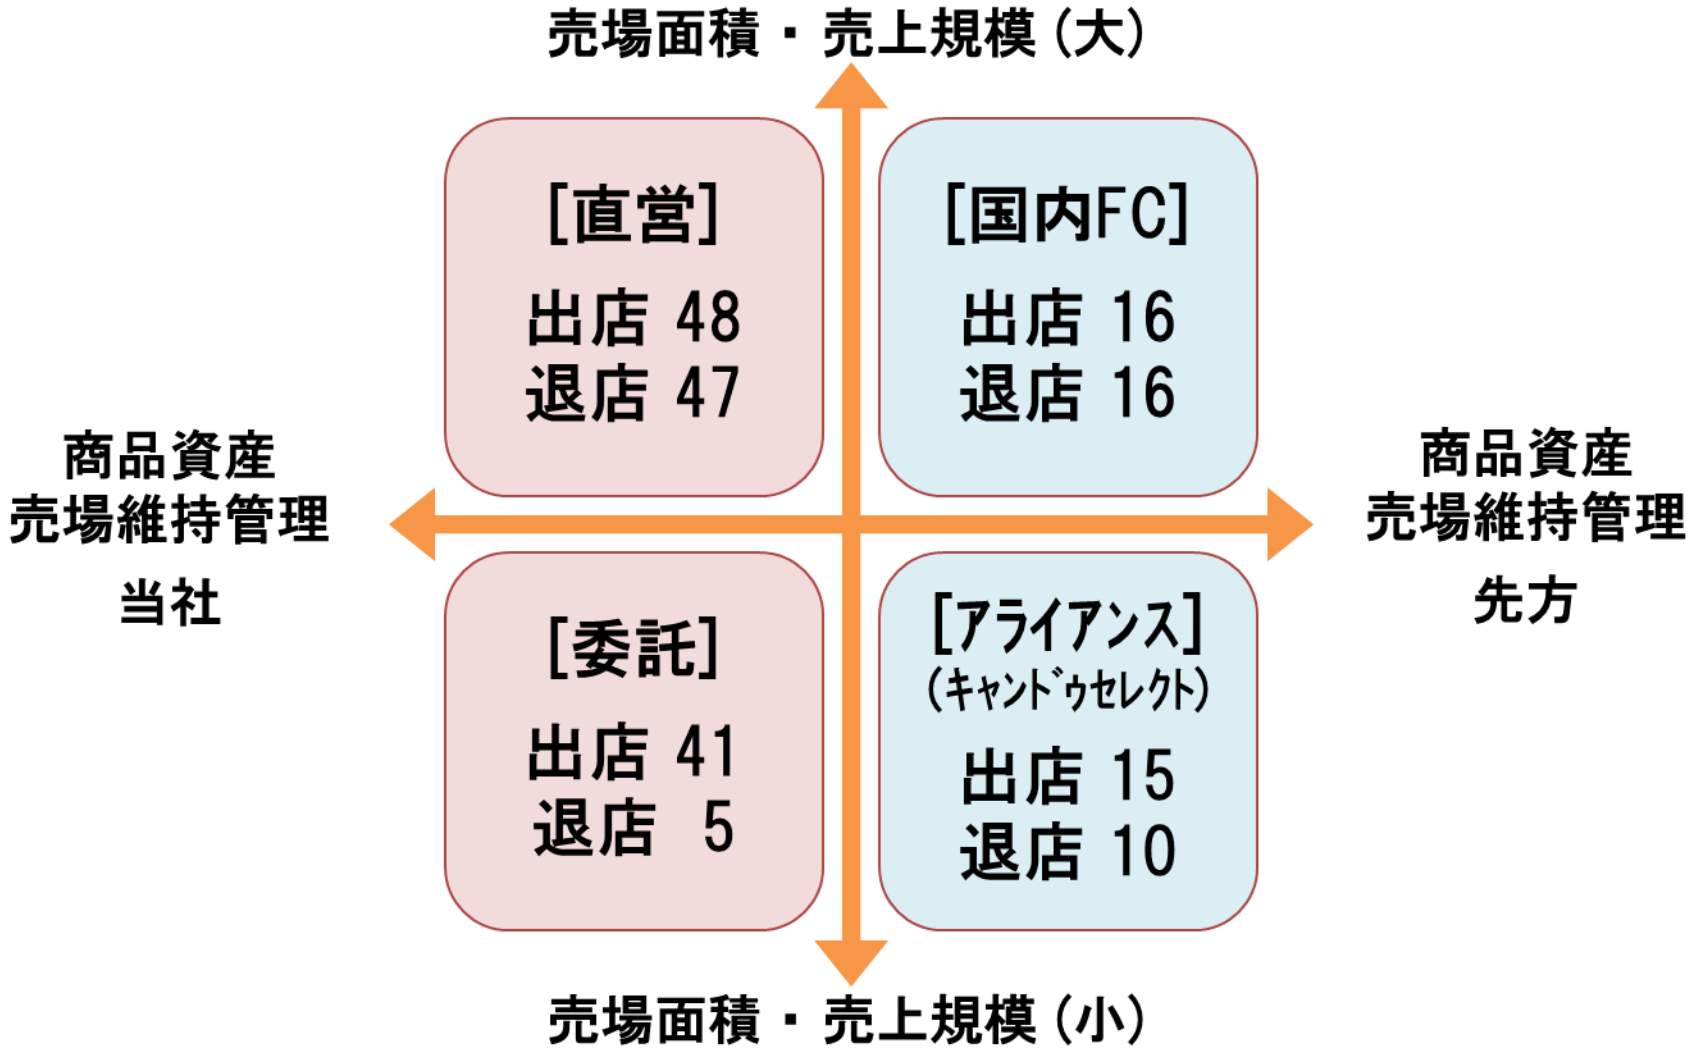 売場面積・売上規模(大)
[直営]
出店 48
退店 47
[国内FC]
出店 16
退店 16
商品資産
売場維持管理
当社
商品資産
売場維持管理
先方
[委託]
出店 41
退店 5
[アライアンス]
(キャンドゥセレクト)
出店 15
退店 10
売場面積・売上規模(小)